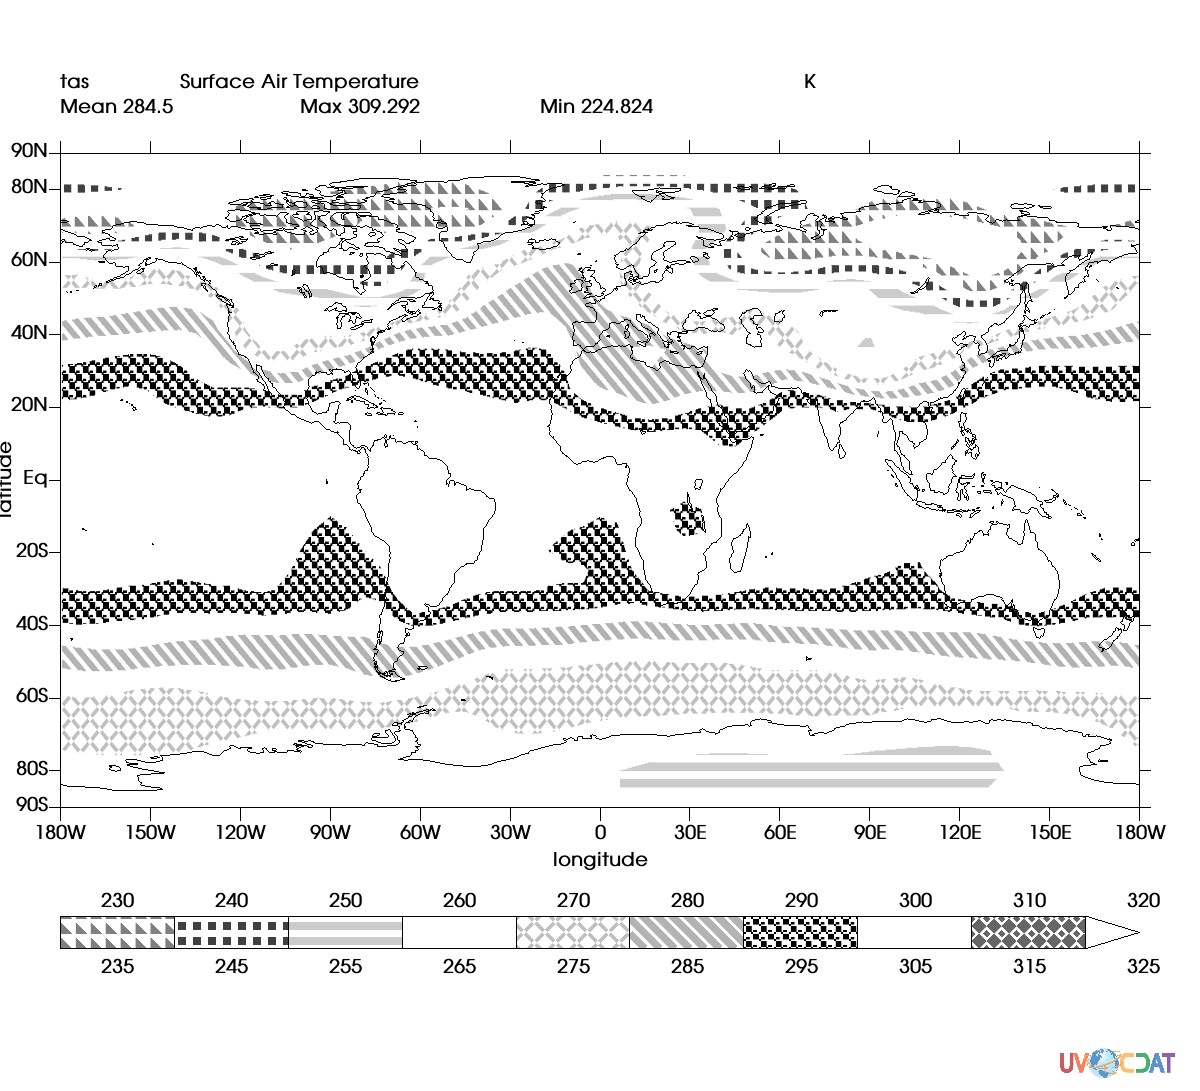 tas Surface Air Temperature K
Mean 284.5 Max 309.292 Min 224.824
90N
80N
60N
40N
20N
Eq
20S
40S
60S
80S
90S
latitude
180W 150W 120W 90W 60W 30W 0 30E 60E 90E 120E 150E 180W
longitude
230 240 250 260 270 280 290 300 310 320
235 245 255 265 275 285 295 305 315 325
UV CDAT